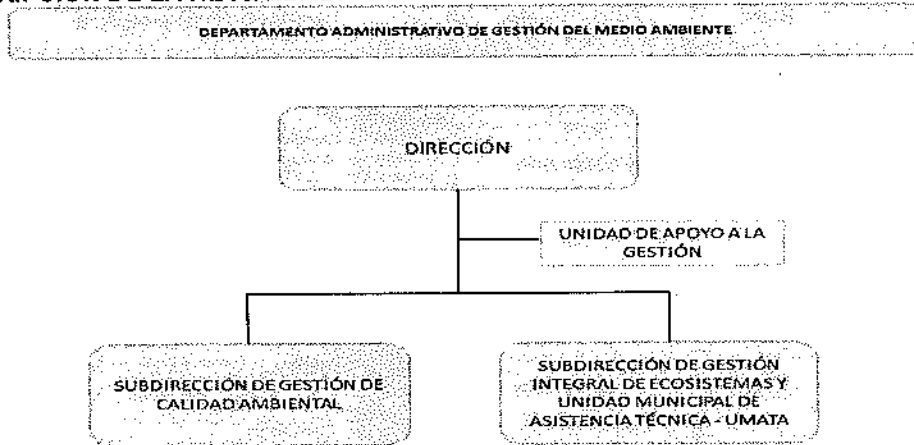 DEPARTAMENTO ADMINISTRATIVO DE GESTIÓN DEL MEDIO AMBIENTE
DIRECCIÓN
UNIDAD DE APOYO A LA
GESTIÓN
SUBDIRECCIÓN DE GESTIÓN DE
CALIDAD AMBIENTAL
SUBDIRECCIÓN DE GESTIÓN
INTEGRAL DE ECOSISTEMAS Y
UNIDAD MUNICIPAL DE
ASISTENCIA TÉCNICA - UMATA